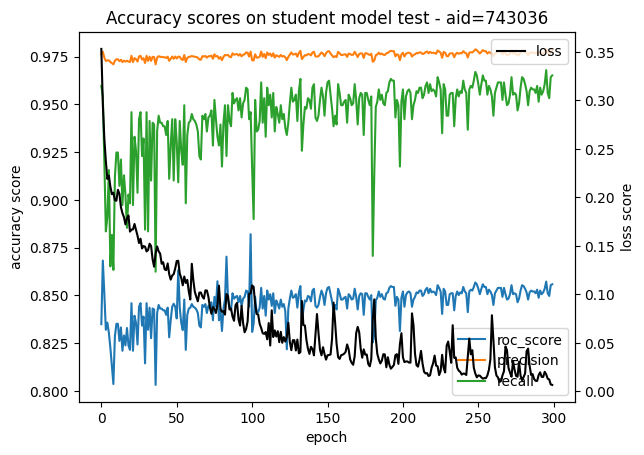 Accuracy scores on student model test - aid=743036
loss
0.975
0.950
0.925
0.900
0.875
0.850
0.825
0.800
accuracy score
0.35
0.30
0.25
0.20
0.15
0.10
0.05
0.00
loss score
roc_score
precision
recall
0
50
100
150
200
250
300
epoch